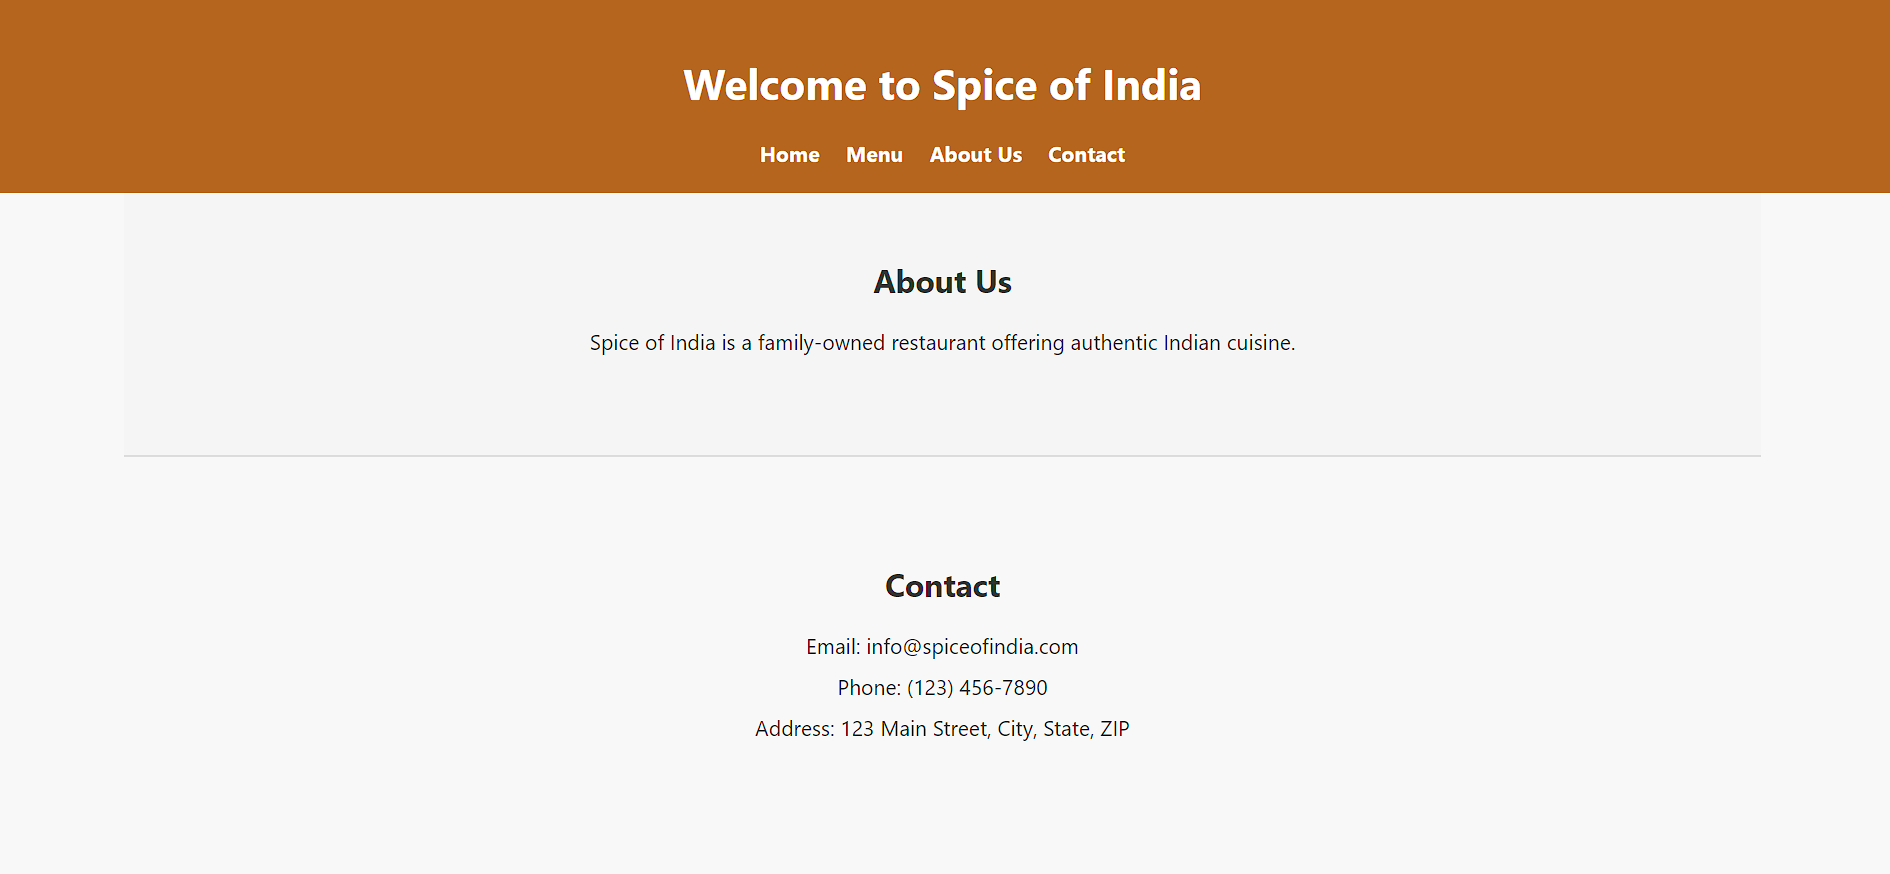 Welcome to Spice of India
Home Menu About Us Contact
About Us
Spice of India is a family-owned restaurant offering authentic Indian cuisine.
Contact
Email: info@spiceofindia.com
Phone: (123) 456-7890
Address: 123 Main Street, City, State, ZIP